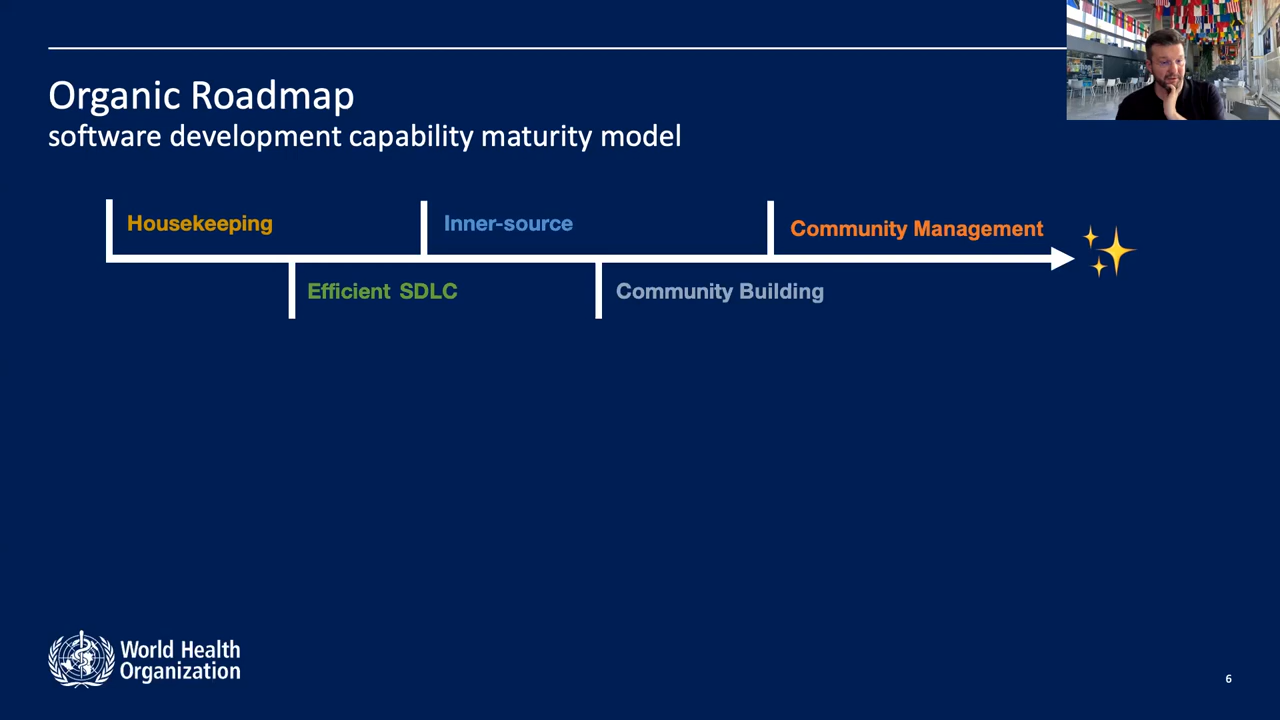 Organic Roadmap
software development capability maturity model
Housekeeping
Inner-source
Community Management
Efficient SDLC
Community Building
World Health
Organization
6